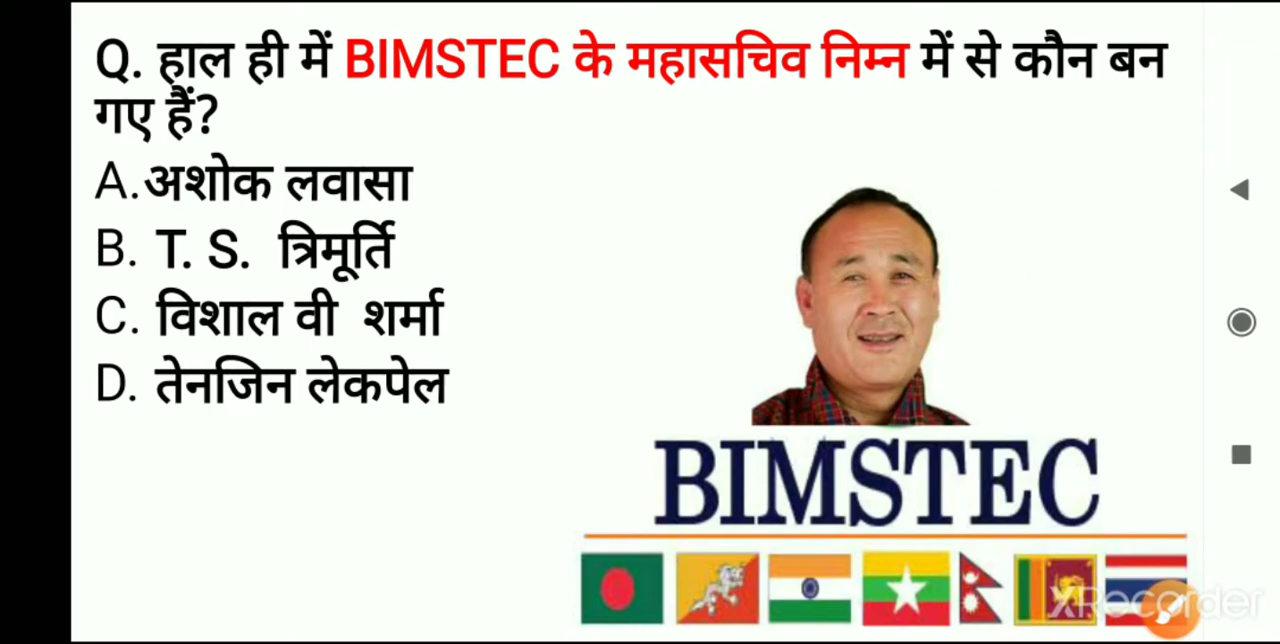 Q. हाल ही में BIMSTEC के महासचिव निम्न में से कौन बन
गए हैं?
A.अशोक लवासा
B. T. S. त्रिमूर्ति
C. विशाल वी शर्मा
D. तेनजिन लेकपेल
BIMSTEC
XRecorder